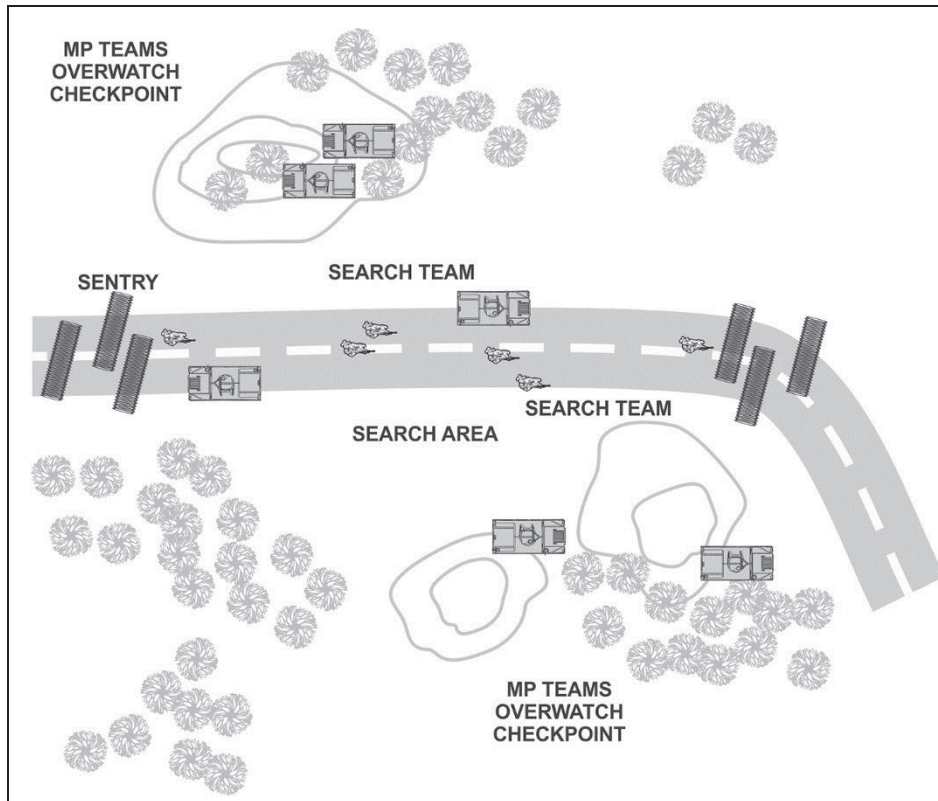 MP TEAMS
OVERWATCH
CHECKPOINT
SENTRY
SEARCH TEAM
SEARCH TEAM
SEARCH AREA
MP TEAMS
OVERWATCH
CHECKPOINT